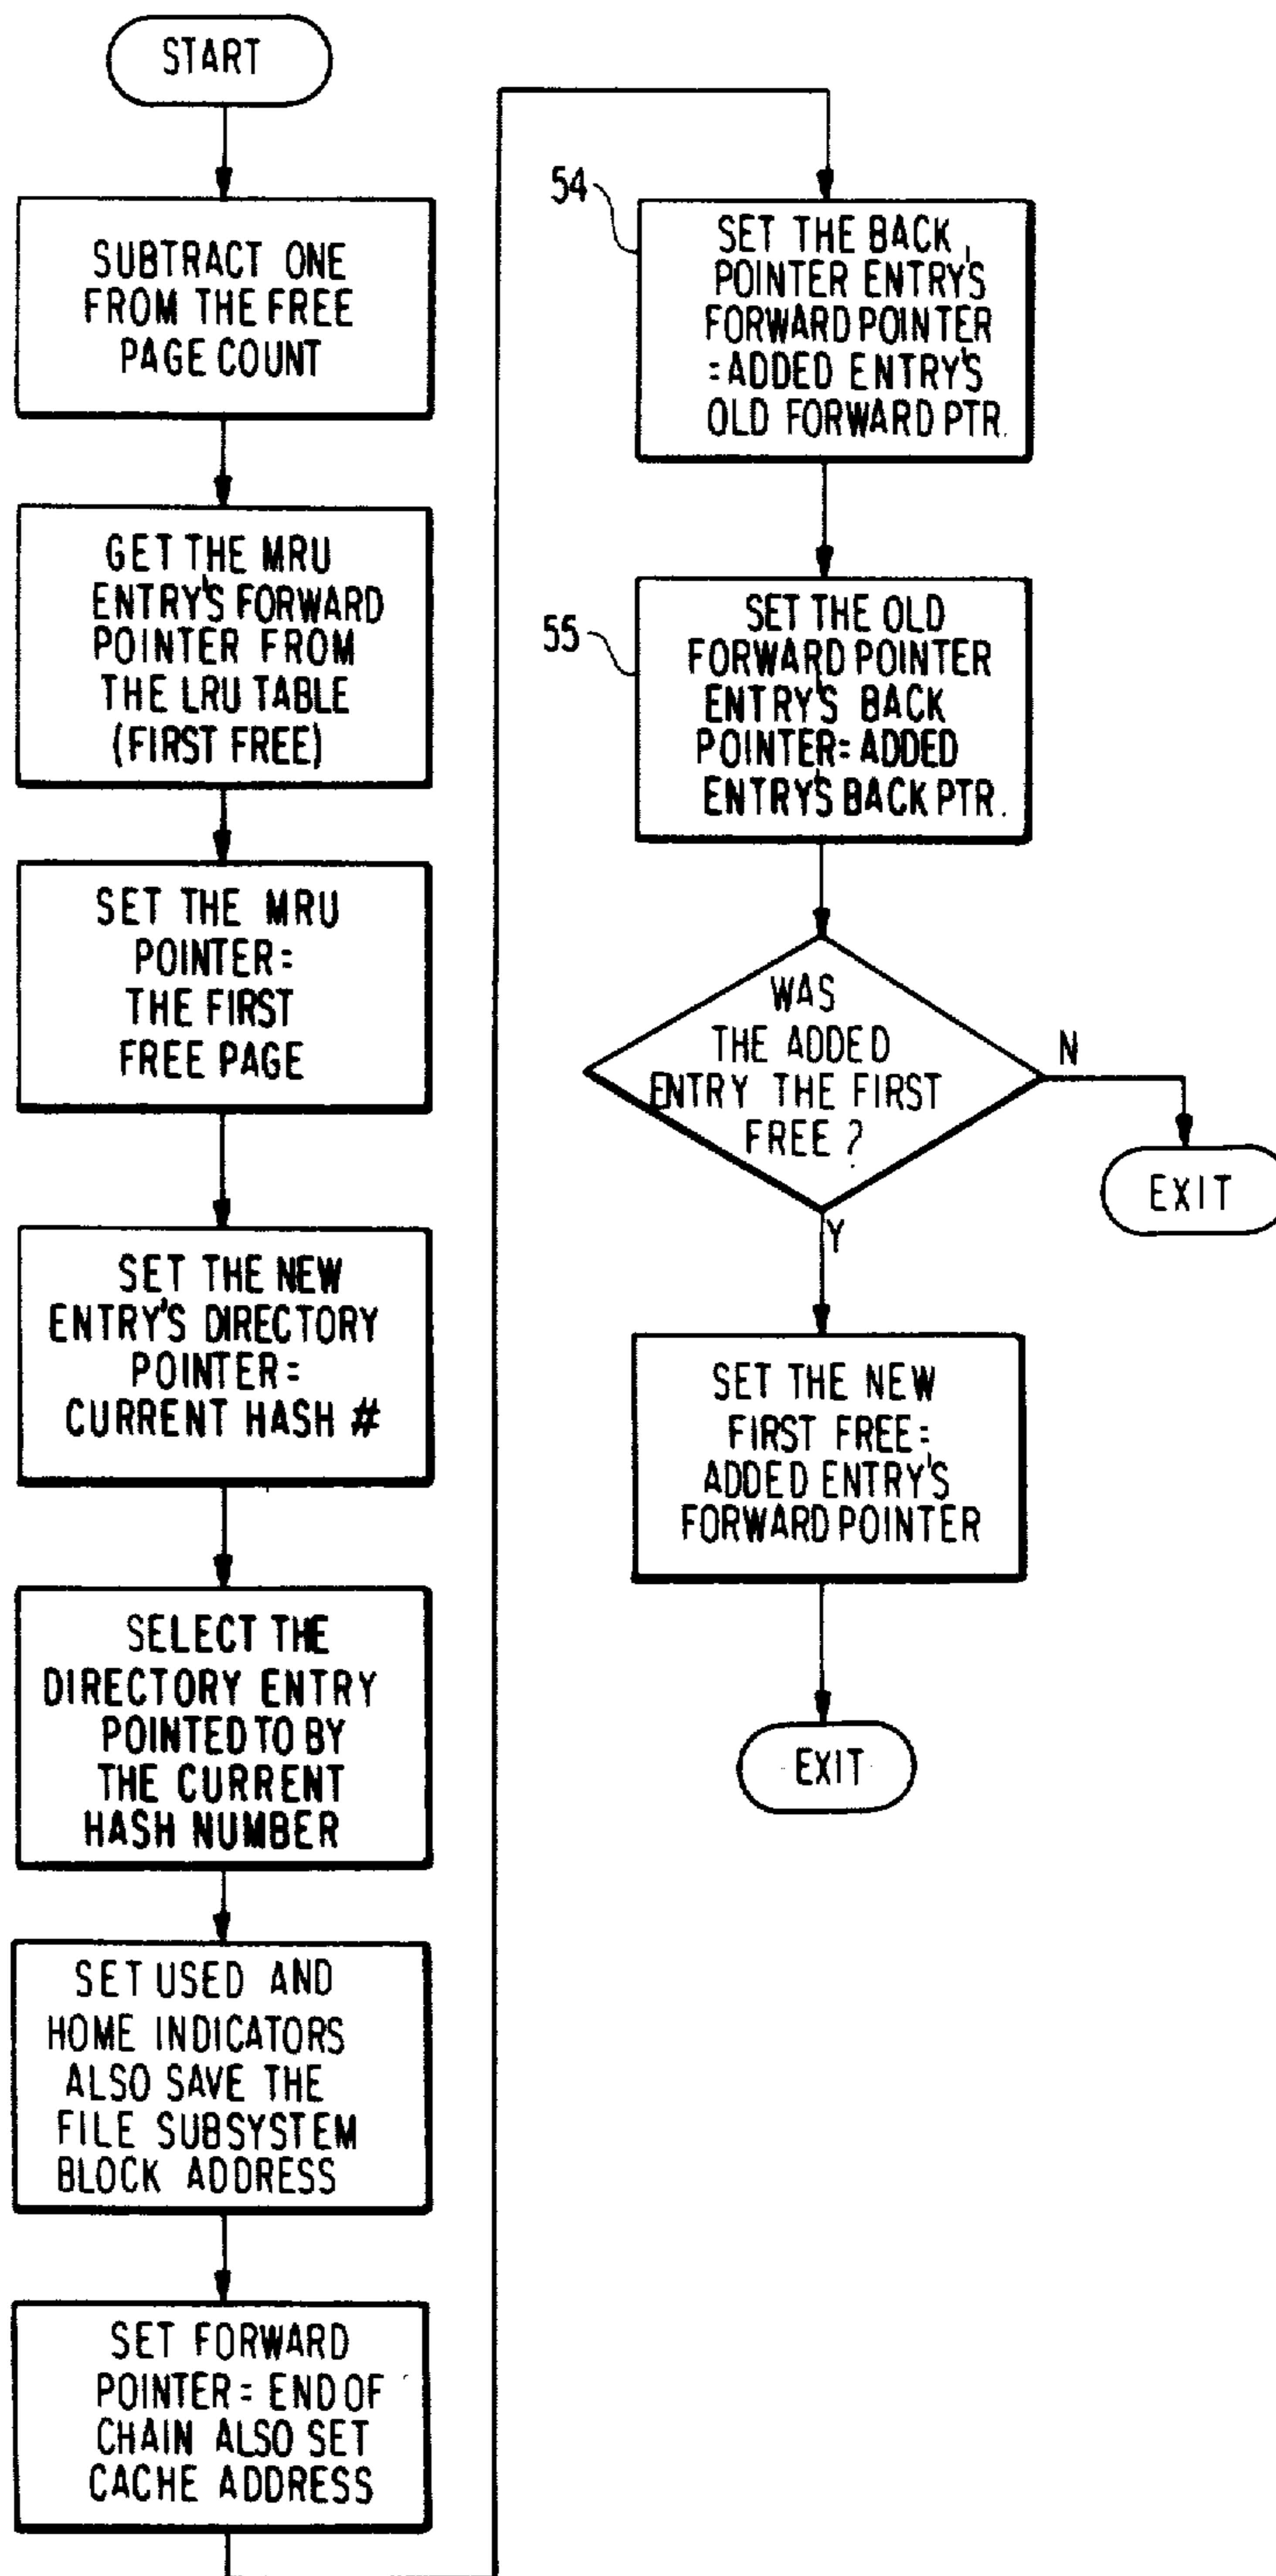 START
SUBTRACT ONE
FROM THE FREE
PAGE COUNT
GET THE MRU
ENTRY'S FORWARD
POINTER FROM
THE LRU TABLE
(FIRST FREE)
SET THE MRU
POINTER=
THE FIRST
FREE PAGE
SET THE NEW
ENTRY'S DIRECTORY
POINTER=
CURRENT HASH #
SELECT THE
DIRECTORY ENTRY
POINTED TO BY
THE CURRENT
HASH NUMBER
SET USED AND
HOME INDICATORS
ALSO SAVE THE
FILE SUBSYSTEM
BLOCK ADDRESS
SET FORWARD
POINTER= END OF
CHAIN ALSO SET
CACHE ADDRESS
54
SET THE BACK
POINTER ENTRY'S
FORWARD POINTER
=ADDED ENTRY'S
OLD FORWARD PTR.
55
SET THE OLD
FORWARD POINTER
ENTRY'S BACK
POINTER=ADDED
ENTRY'S BACK PTR.
WAS
THE ADDED
ENTRY THE FIRST
FREE?
N
EXIT
Y
SET THE NEW
FIRST FREE=
ADDED ENTRY'S
FORWARD POINTER
EXIT